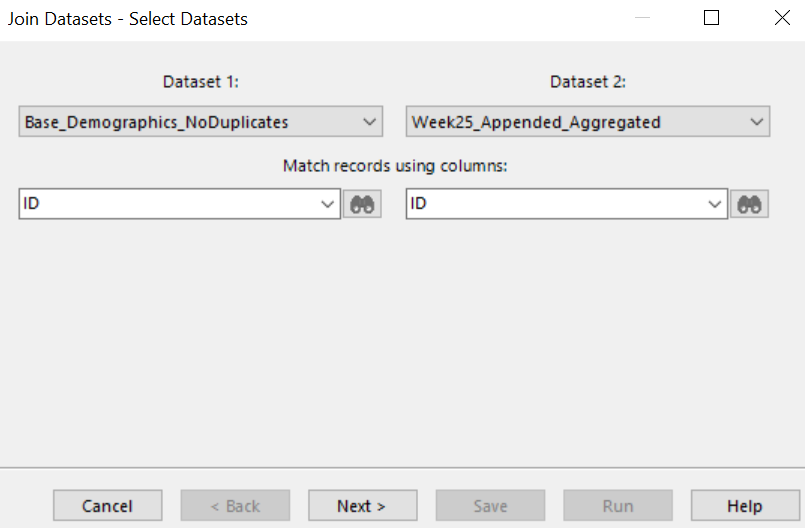 Join Datasets - Select Datasets
Dataset 1: Dataset 2:
Base_Demographics_NoDuplicates Week25_Appended_Aggregated
Match records using columns:
ID ID
Cancel < Back Next > Save Run Help